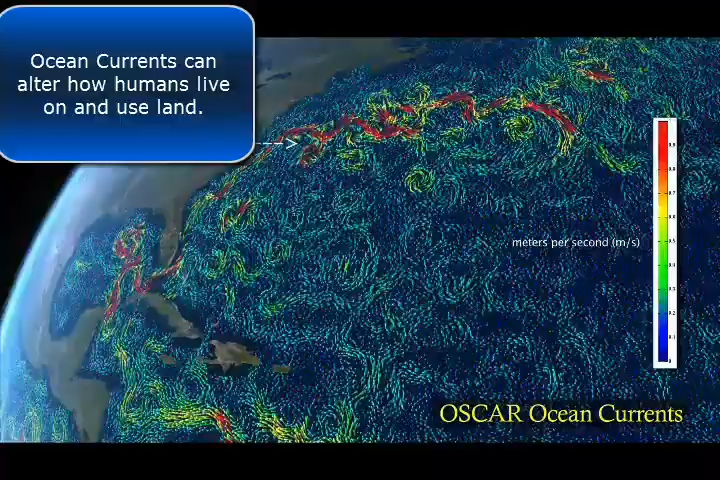 Ocean Currents can
alter how humans live
on and use land.
meters per second (m/s)
OSCAR Ocean Currents